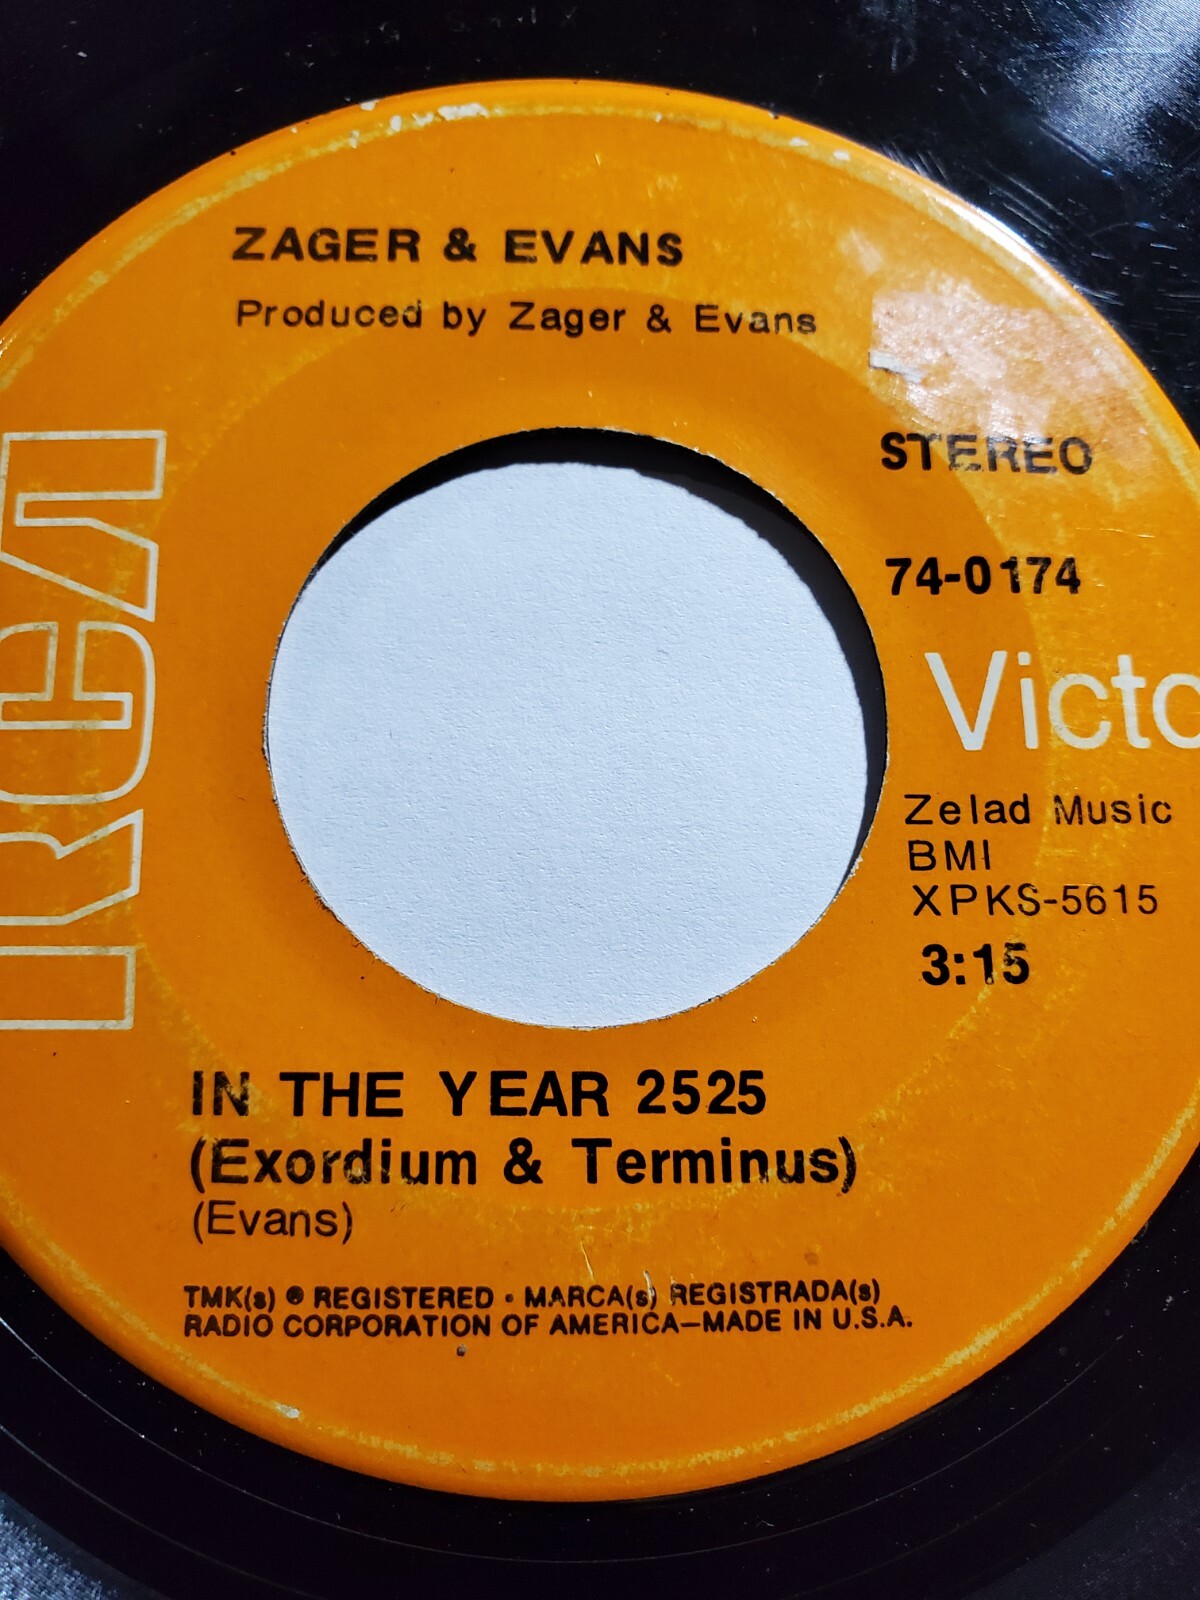 ZAGER & EVANS
Produced by Zager & Evans
STEREO
74-0174
RCA
Victo
Zelad Music
BMI
XPKS-5615
3:15
IN THE YEAR 2525
(Exordium & Terminus)
(Evans)
TMK(s) ® REGISTERED • MARCA(s) REGISTRADA(s)
RADIO CORPORATION OF AMERICA—MADE IN U.S.A.